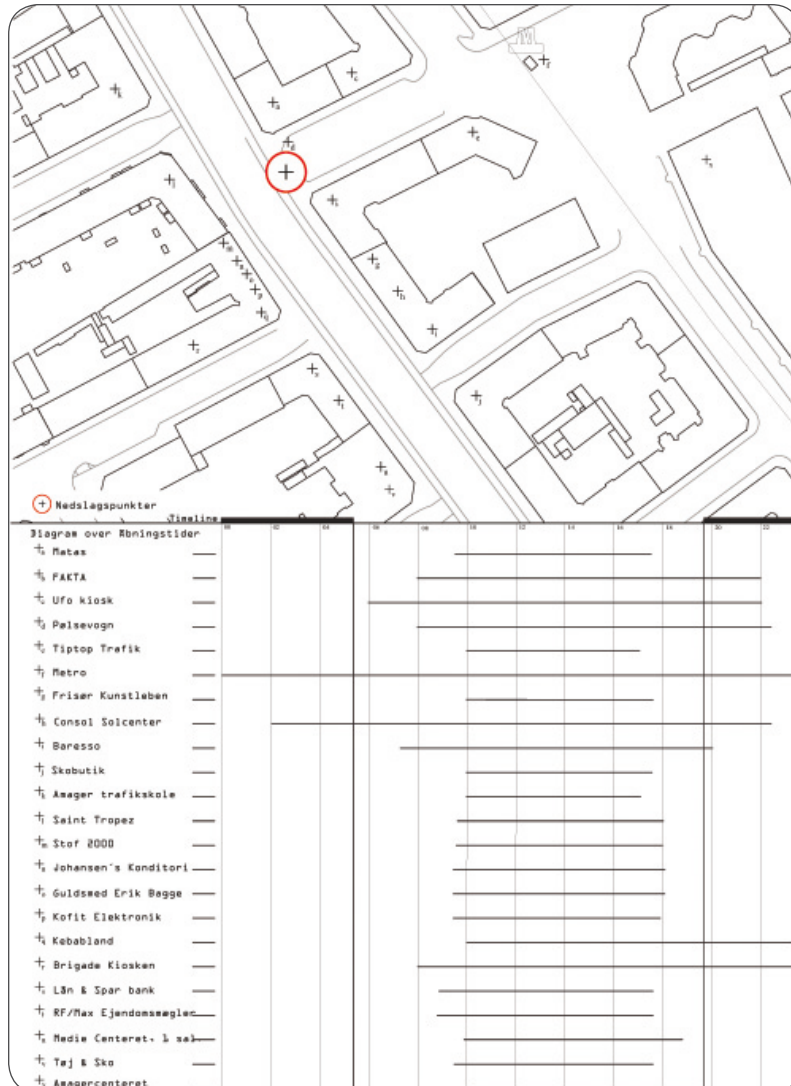 k
c
a
d
f
e
s
l
b
m
n
o
g
p
h
q
i
r
s
t
j
u
v
Nedslagspunkter
Timeline
00 02 04 06 08 10 12 14 16 18 20 22
Diagram over Åbningstider
a Matas
b FAKTA
c Ufo kiosk
d Pølsevogn
e Tiptop Trafik
f Metro
g Frisør Kunstleben
h Consol Solcenter
i Baresso
j Skobutik
k Amager trafikskole
l Saint Tropez
m Stof 2000
n Johansen's Konditori
o Guldsmed Erik Bagge
p Kofit Elektronik
q Kebabland
r Brigade Kiosken
s Lån & Spar bank
t RF/Max Ejendomsmægler
u Medie Centeret, 1 sal.
v Tøj & Sko
Amagercenteret